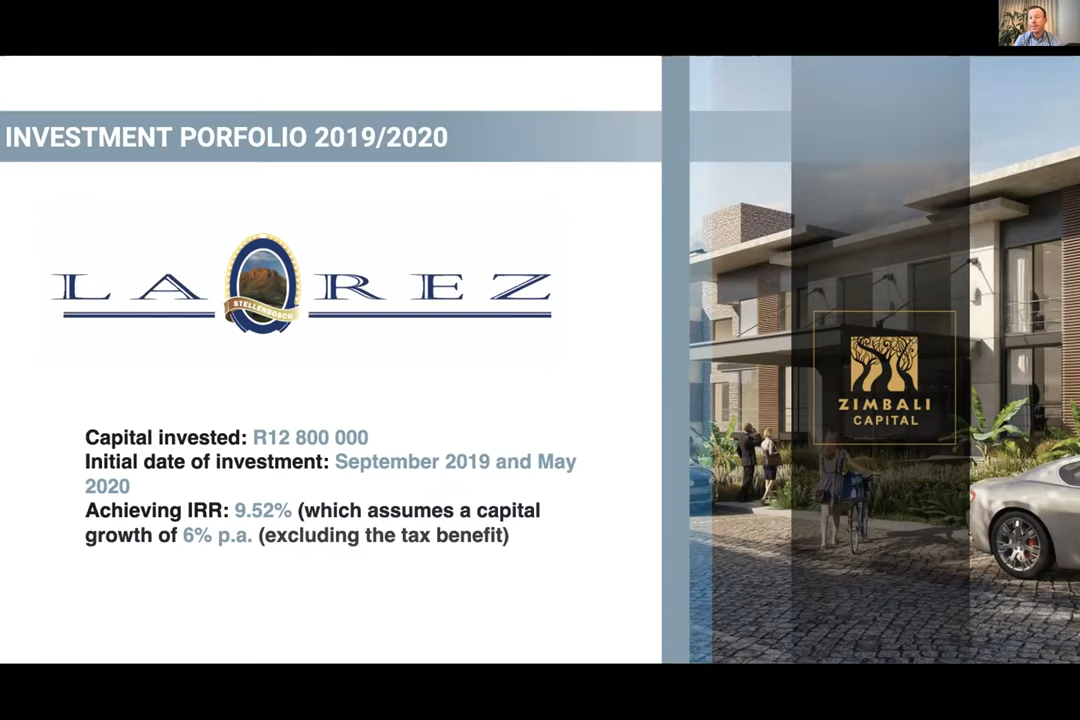 INVESTMENT PORFOLIO 2019/2020
LA REZ
STELLENBOSCH
Capital invested: R12 800 000
Initial date of investment: September 2019 and May
2020
Achieving IRR: 9.52% (which assumes a capital
growth of 6% p.a. (excluding the tax benefit)
ZIMBALI
CAPITAL